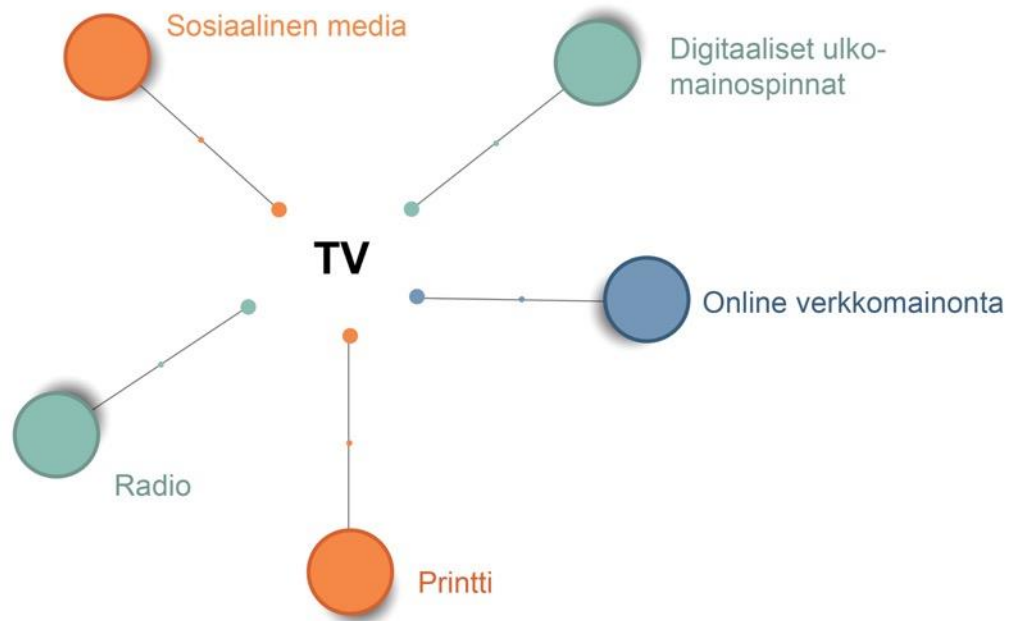 Sosiaalinen media
Digitaaliset ulko-
mainospinnat
TV
Online verkkomainonta
Radio
Printti